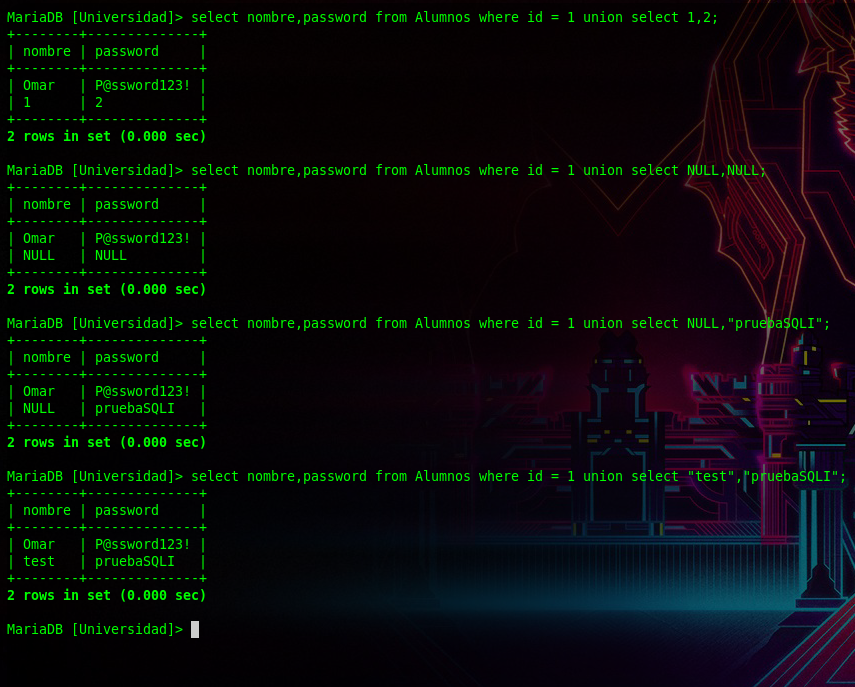 MariaDB [Universidad]> select nombre,password from Alumnos where id = 1 union select 1,2;
+--------+--------------+
| nombre | password     |
+--------+--------------+
| Omar   | P@ssword123! |
| 1      | 2            |
+--------+--------------+
2 rows in set (0.000 sec)

MariaDB [Universidad]> select nombre,password from Alumnos where id = 1 union select NULL,NULL;
+--------+--------------+
| nombre | password     |
+--------+--------------+
| Omar   | P@ssword123! |
| NULL   | NULL         |
+--------+--------------+
2 rows in set (0.000 sec)

MariaDB [Universidad]> select nombre,password from Alumnos where id = 1 union select NULL,"pruebaSQLI";
+--------+--------------+
| nombre | password     |
+--------+--------------+
| Omar   | P@ssword123! |
| NULL   | pruebaSQLI   |
+--------+--------------+
2 rows in set (0.000 sec)

MariaDB [Universidad]> select nombre,password from Alumnos where id = 1 union select "test","pruebaSQLI";
+--------+--------------+
| nombre | password     |
+--------+--------------+
| Omar   | P@ssword123! |
| test   | pruebaSQLI   |
+--------+--------------+
2 rows in set (0.000 sec)

MariaDB [Universidad]>